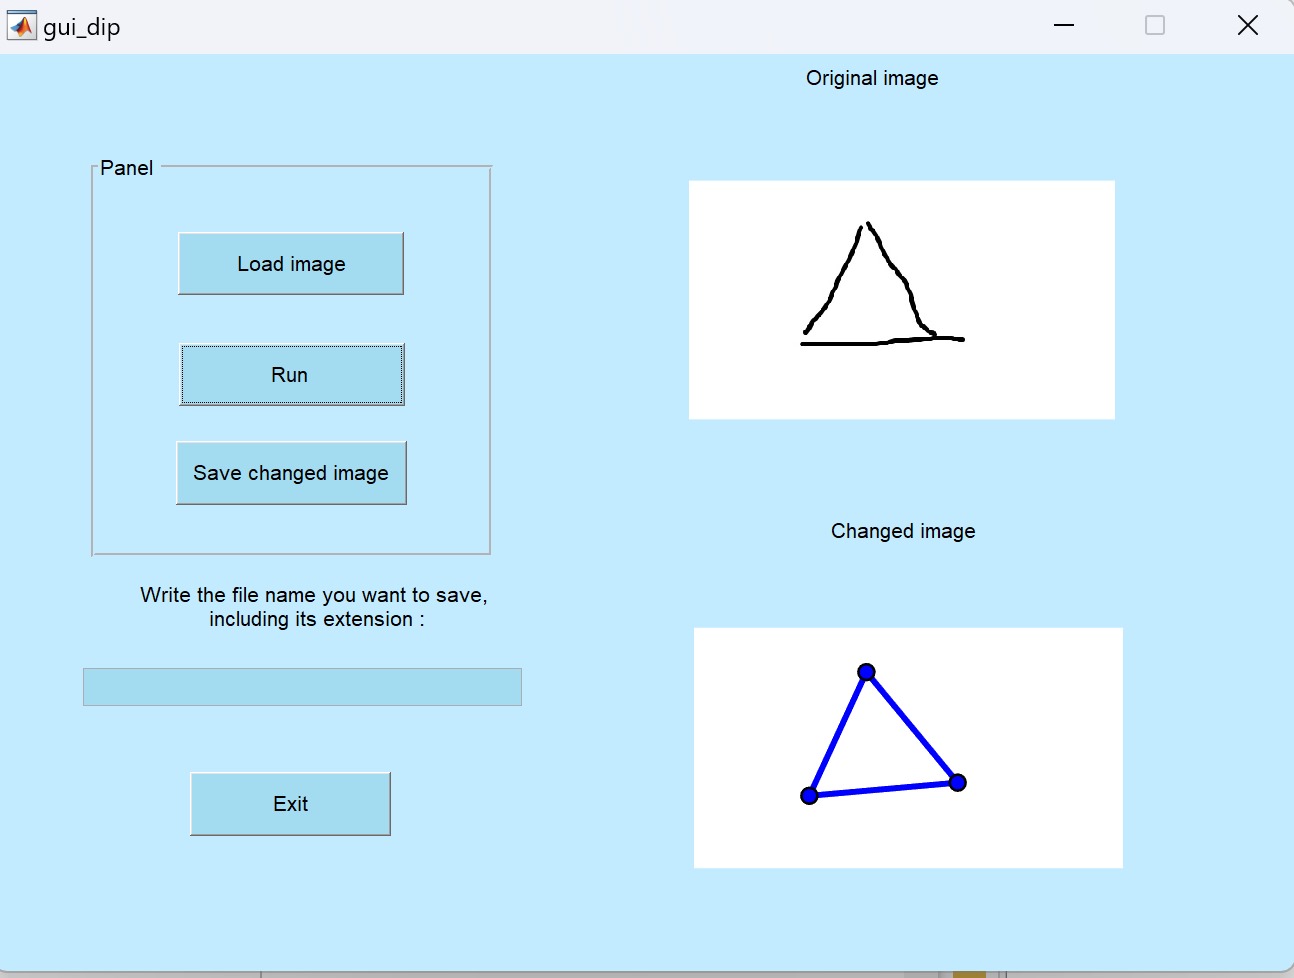 gui_dip
Original image
Panel
Load image
Run
Save changed image
Changed image
Write the file name you want to save,
including its extension :
Exit